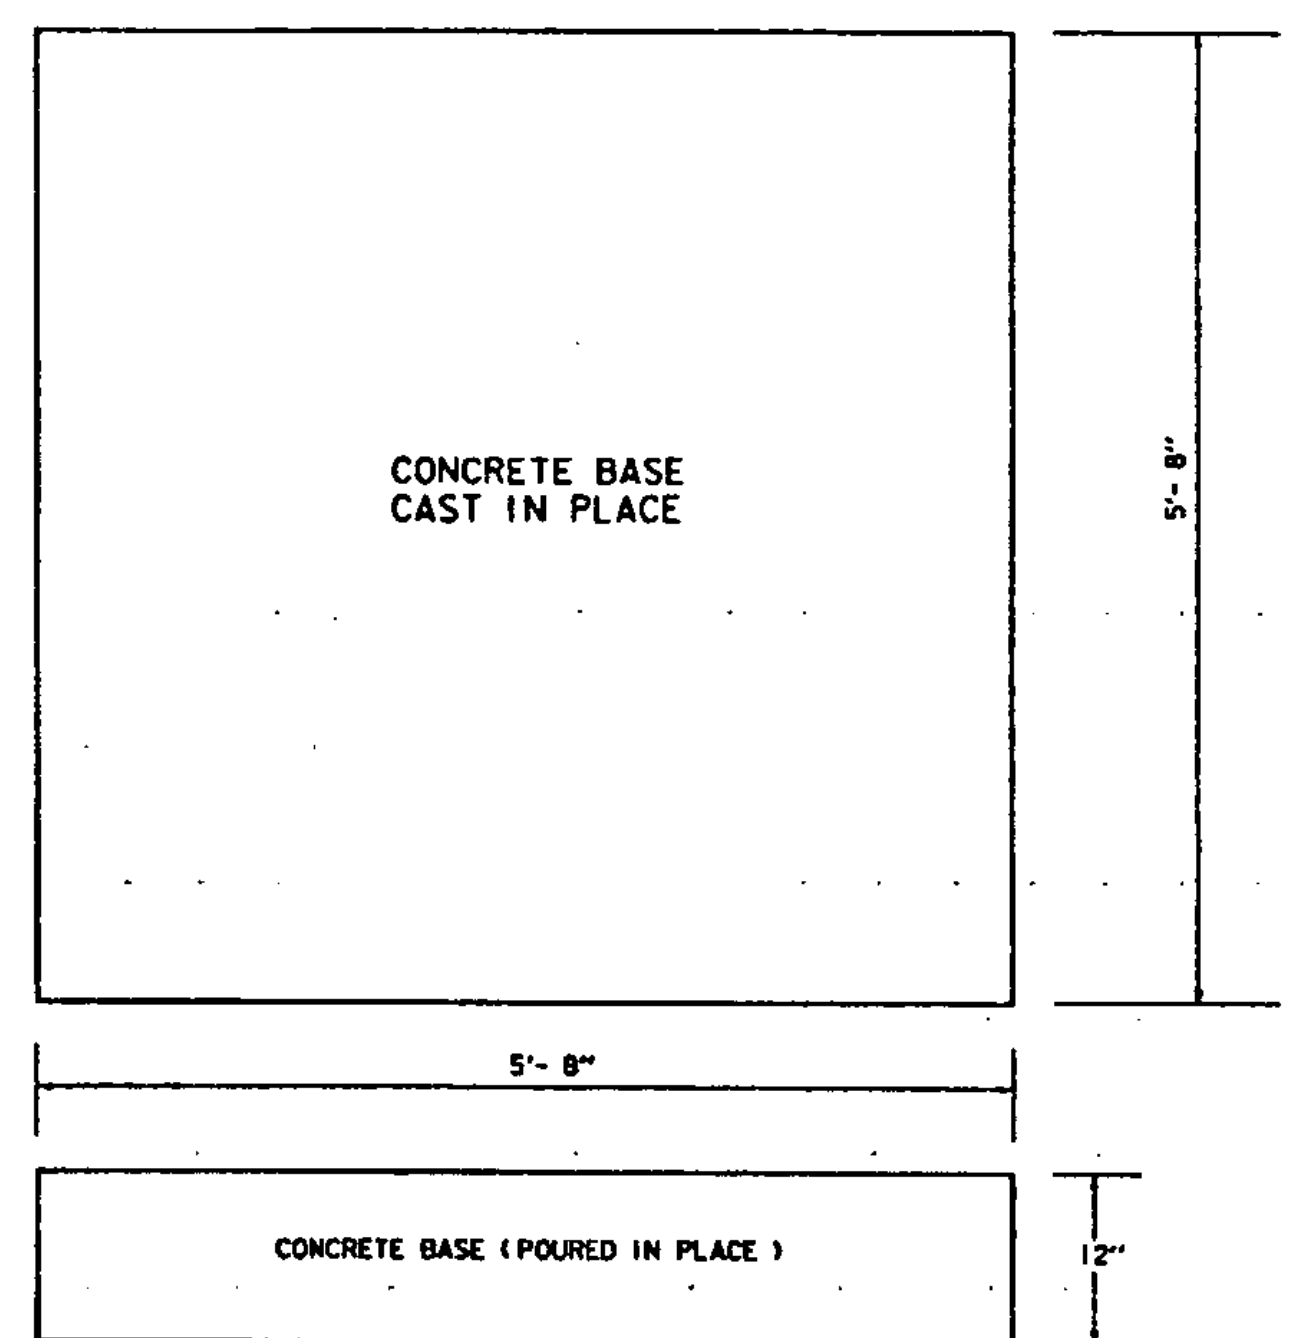 CONCRETE BASE
CAST IN PLACE
5'- 8"
5'- 8"
CONCRETE BASE (POURED IN PLACE )
12"